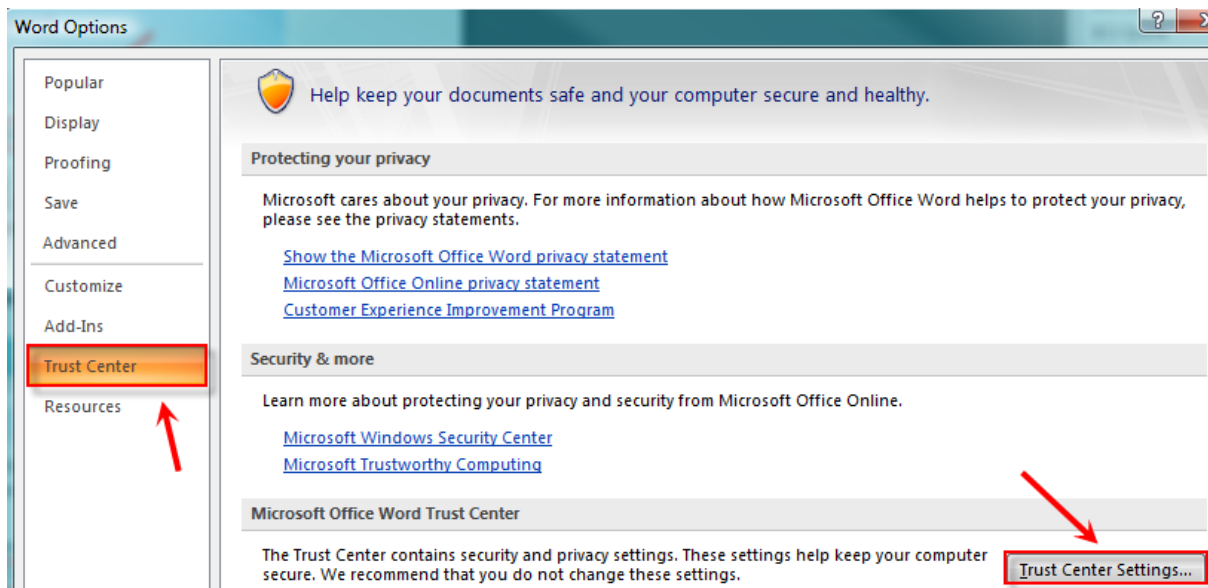 Word Options
Popular
Display
Proofing
Save
Advanced
Customize
Add-Ins
Trust Center
Resources
Help keep your documents safe and your computer secure and healthy.
Protecting your privacy
Microsoft cares about your privacy. For more information about how Microsoft Office Word helps to protect your privacy,
please see the privacy statements.
Show the Microsoft Office Word privacy statement
Microsoft Office Online privacy statement
Customer Experience Improvement Program
Security & more
Learn more about protecting your privacy and security from Microsoft Office Online.
Microsoft Windows Security Center
Microsoft Trustworthy Computing
Microsoft Office Word Trust Center
The Trust Center contains security and privacy settings. These settings help keep your computer
secure. We recommend that you do not change these settings.
Trust Center Settings...